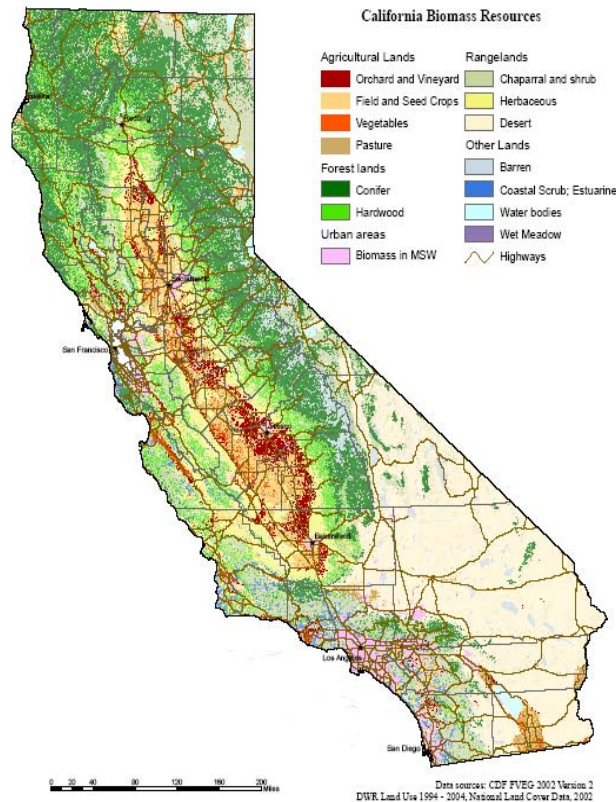 California Biomass Resources
Agricultural Lands
Orchard and Vineyard
Field and Seed Crops
Vegetables
Pasture
Forest lands
Conifer
Hardwood
Urban areas
Biomass in MSW
Rangelands
Chaparral and shrub
Herbaceous
Desert
Other Lands
Barren
Coastal Scrub; Estuarine
Water bodies
Wet Meadow
Highways
San Francisco
Bakersfield
Los Angeles
San Diego
0 20 40 80 120 160 200
Miles
Data sources: CDF FVEG 2002 Version 2
DWR Land Use 1994 - 2004, National Land Cover Data, 2002